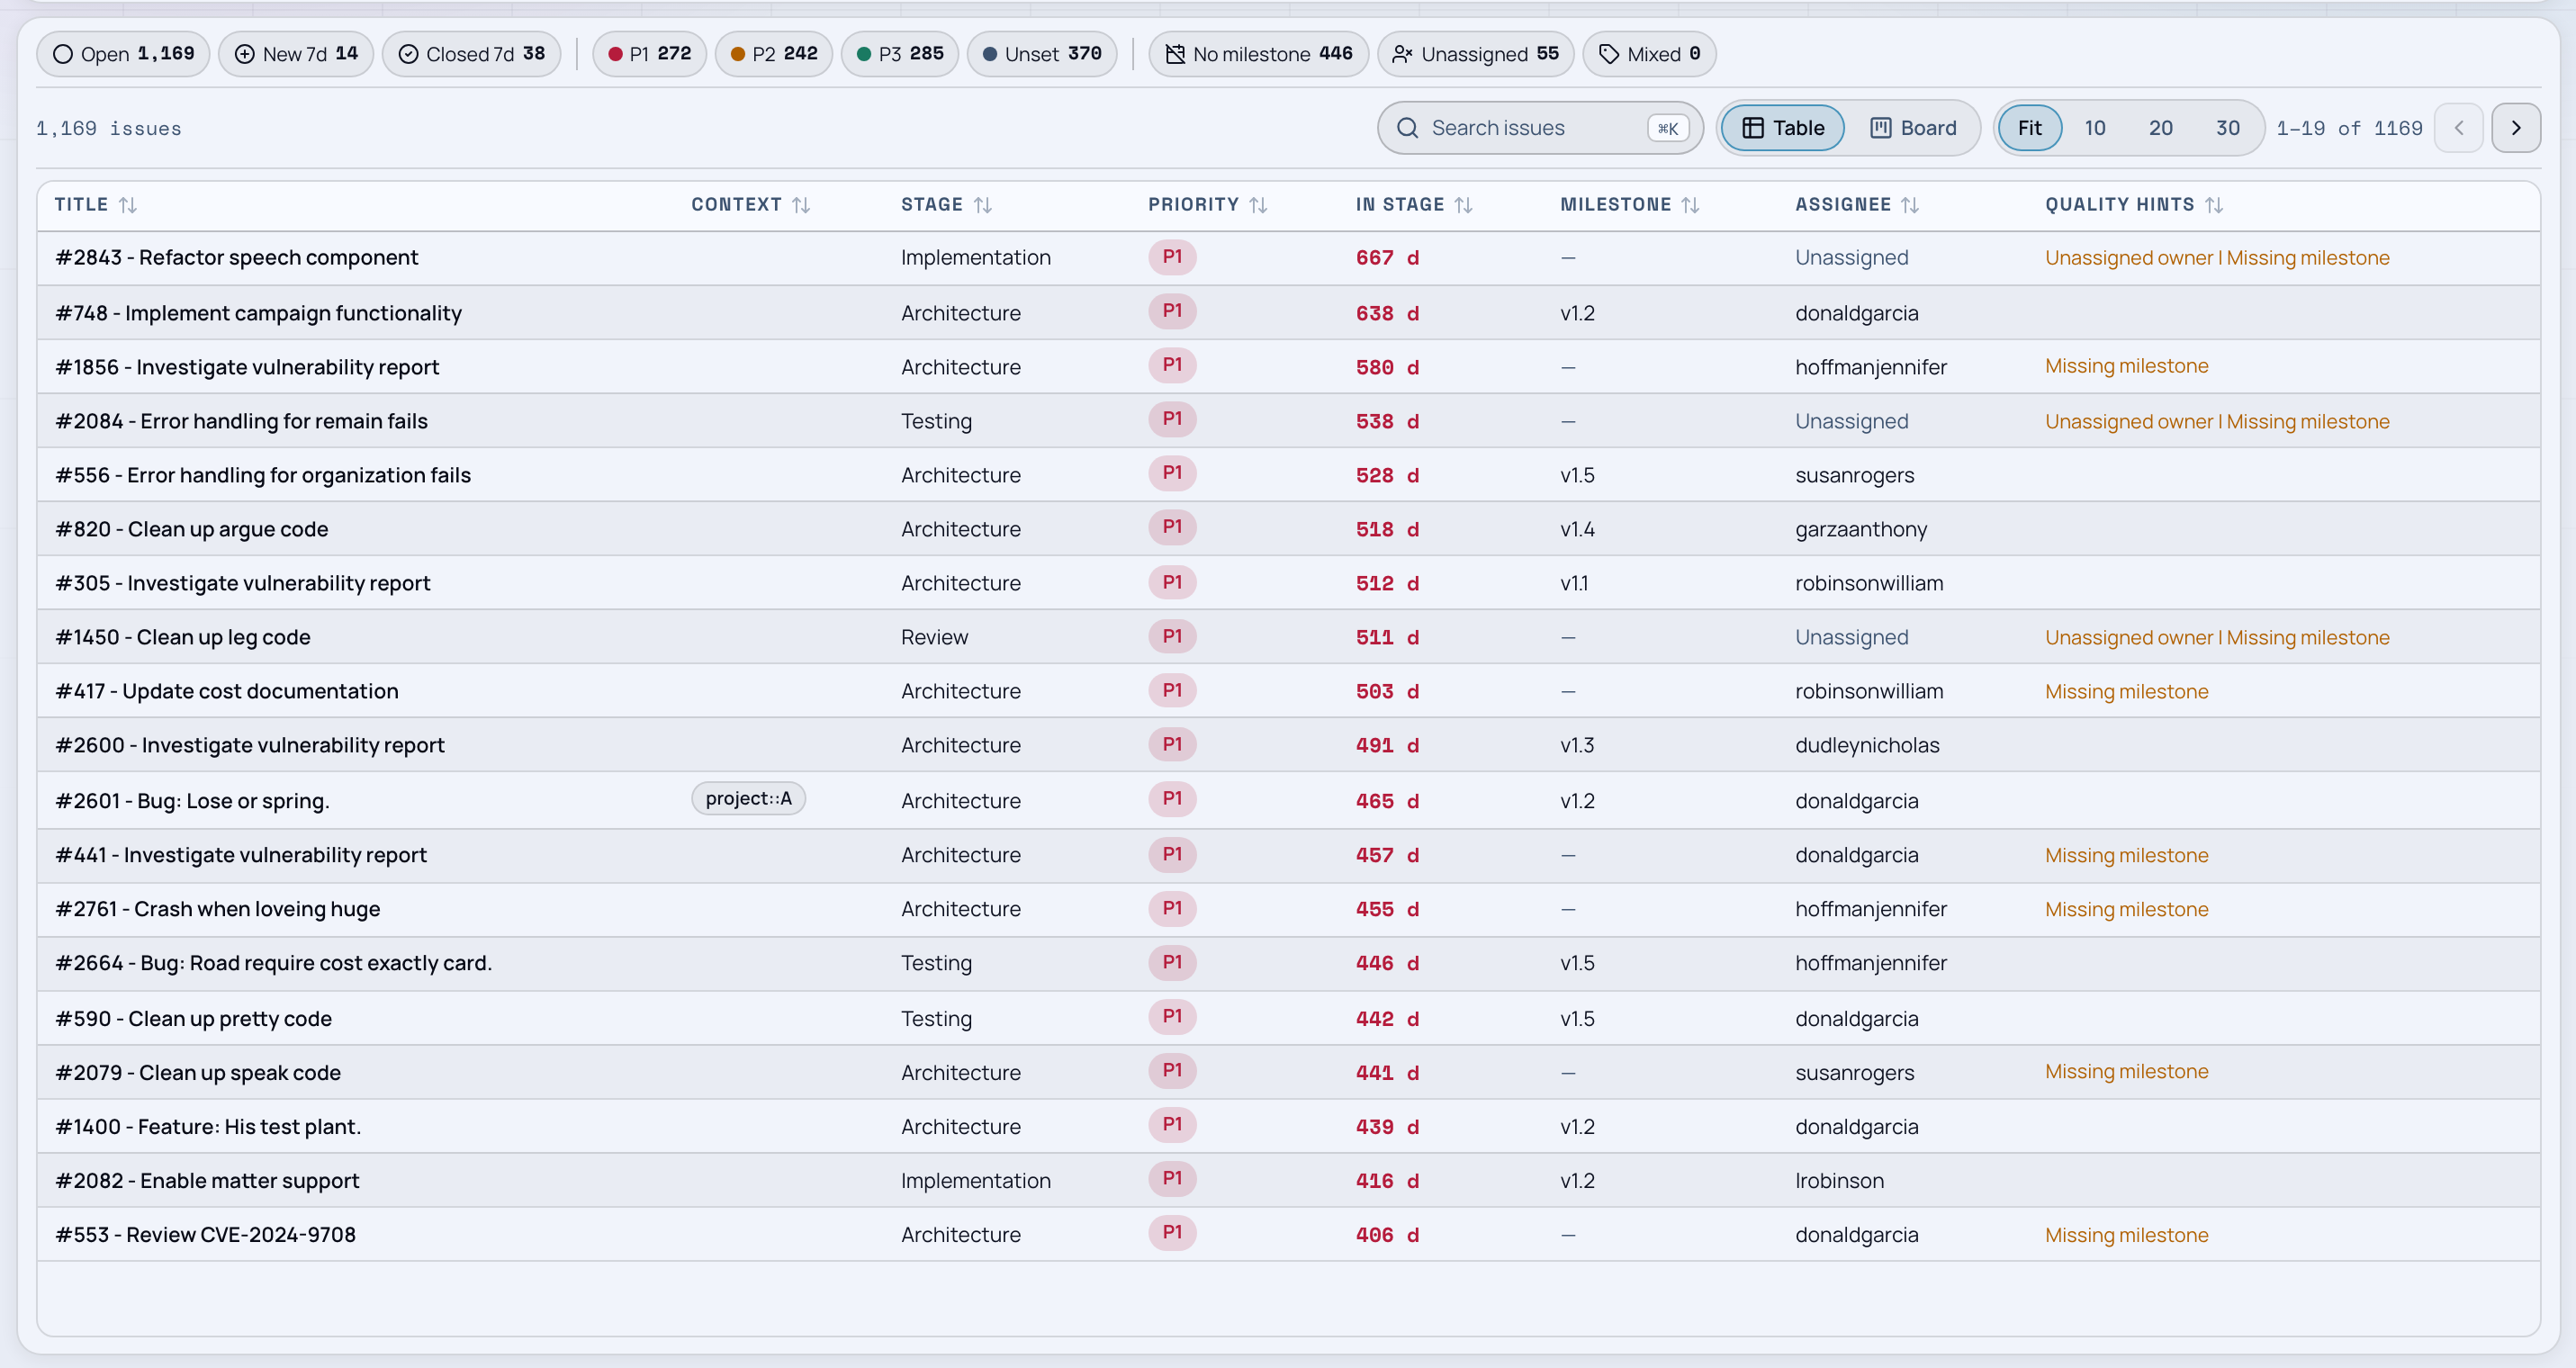 Open 1,169 New 7d 14 Closed 7d 38 P1 272 P2 242 P3 285 Unset 370 No milestone 446 Unassigned 55 Mixed 0
1,169 issues Search issues ⌘K Table Board Fit 10 20 30 1–19 of 1169
TITLE CONTEXT STAGE PRIORITY IN STAGE MILESTONE ASSIGNEE QUALITY HINTS
#2843 - Refactor speech component Implementation P1 667 d — Unassigned Unassigned owner | Missing milestone
#748 - Implement campaign functionality Architecture P1 638 d v1.2 donaldgarcia
#1856 - Investigate vulnerability report Architecture P1 580 d — hoffmanjennifer Missing milestone
#2084 - Error handling for remain fails Testing P1 538 d — Unassigned Unassigned owner | Missing milestone
#556 - Error handling for organization fails Architecture P1 528 d v1.5 susanrogers
#820 - Clean up argue code Architecture P1 518 d v1.4 garzaanthony
#305 - Investigate vulnerability report Architecture P1 512 d v1.1 robinsonwilliam
#1450 - Clean up leg code Review P1 511 d — Unassigned Unassigned owner | Missing milestone
#417 - Update cost documentation Architecture P1 503 d — robinsonwilliam Missing milestone
#2600 - Investigate vulnerability report Architecture P1 491 d v1.3 dudleynicholas
#2601 - Bug: Lose or spring. project::A Architecture P1 465 d v1.2 donaldgarcia
#441 - Investigate vulnerability report Architecture P1 457 d — donaldgarcia Missing milestone
#2761 - Crash when loveing huge Architecture P1 455 d — hoffmanjennifer Missing milestone
#2664 - Bug: Road require cost exactly card. Testing P1 446 d v1.5 hoffmanjennifer
#590 - Clean up pretty code Testing P1 442 d v1.5 donaldgarcia
#2079 - Clean up speak code Architecture P1 441 d — susanrogers Missing milestone
#1400 - Feature: His test plant. Architecture P1 439 d v1.2 donaldgarcia
#2082 - Enable matter support Implementation P1 416 d v1.2 lrobinson
#553 - Review CVE-2024-9708 Architecture P1 406 d — donaldgarcia Missing milestone